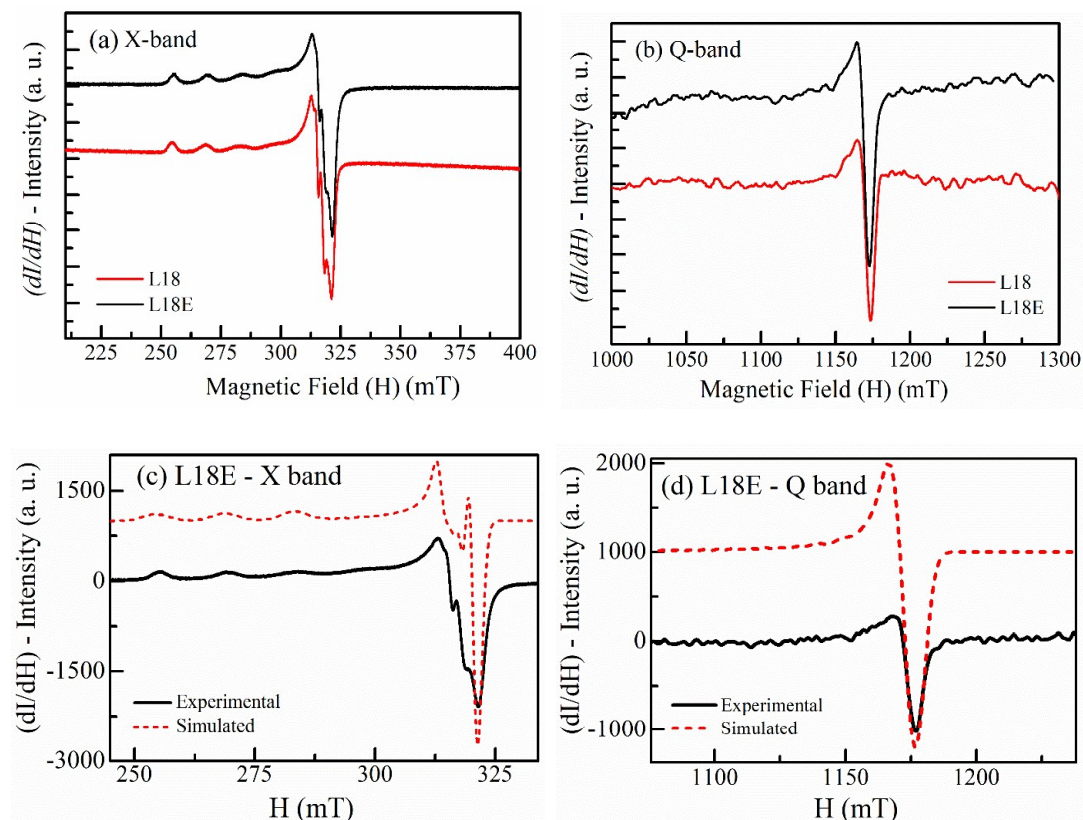 (a) X-band
(dI/dH) - Intensity (a. u.)
L18
L18E
225 250 275 300 325 350 375 400
Magnetic Field (H) (mT)
(b) Q-band
(dI/dH) - Intensity (a. u.)
L18
L18E
1000 1050 1100 1150 1200 1250 1300
Magnetic Field (H) (mT)
(c) L18E - X band
(dI/dH) - Intensity (a. u.)
1500
0
-1500
-3000
Experimental
Simulated
245 260 275 300 325
H (mT)
(d) L18E - Q band
(dI/dH) - Intensity (a. u.)
2000
1000
0
-1000
Experimental
Simulated
1100 1150 1200
H (mT)